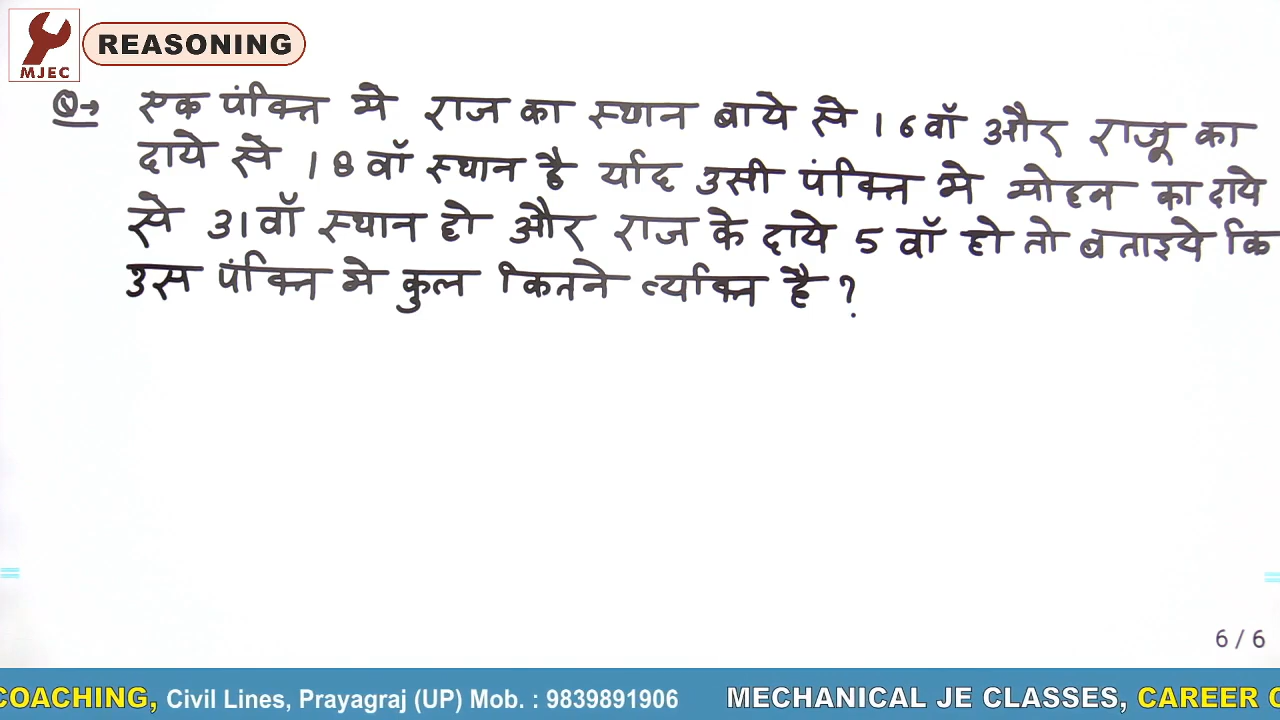 MJEC
REASONING
Q→ एक पंक्ति मे राज का स्थान बाये से 16वाँ और राजू का
दाये से 18वाँ स्थान है यदि उसी पंक्ति मे मोहन का दाये
से 31वाँ स्थान हो और राज के दाये 5वाँ हो तो बताइये कि
उस पंक्ति मे कुल कितने व्यक्ति है ?
6 / 6
COACHING, Civil Lines, Prayagraj (UP) Mob. : 9839891906 MECHANICAL JE CLASSES, CAREER